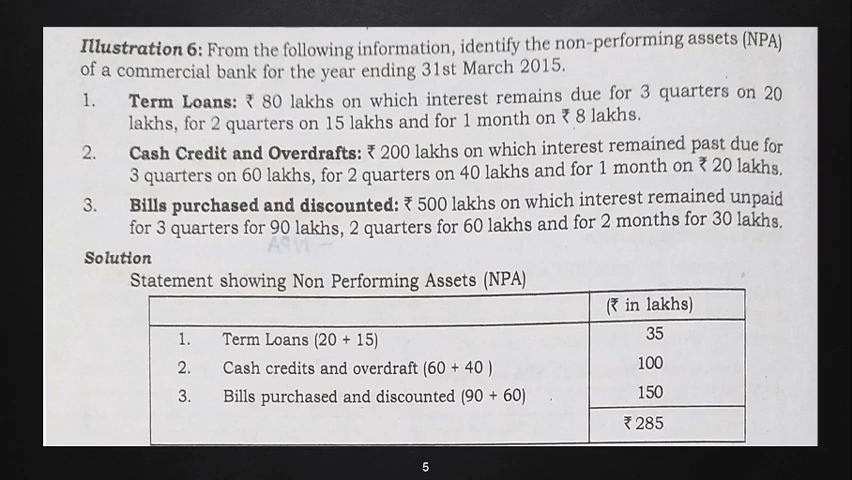 Illustration 6: From the following information, identify the non-performing assets (NPA)
of a commercial bank for the year ending 31st March 2015.
1. Term Loans: ₹ 80 lakhs on which interest remains due for 3 quarters on 20
lakhs, for 2 quarters on 15 lakhs and for 1 month on ₹ 8 lakhs.
2. Cash Credit and Overdrafts: ₹ 200 lakhs on which interest remained past due for
3 quarters on 60 lakhs, for 2 quarters on 40 lakhs and for 1 month on ₹ 20 lakhs.
3. Bills purchased and discounted: ₹ 500 lakhs on which interest remained unpaid
for 3 quarters for 90 lakhs, 2 quarters for 60 lakhs and for 2 months for 30 lakhs.
Solution
Statement showing Non Performing Assets (NPA)
(₹ in lakhs)
1. Term Loans (20 + 15) 35
2. Cash credits and overdraft (60 + 40 ) 100
3. Bills purchased and discounted (90 + 60) 150
₹ 285
5